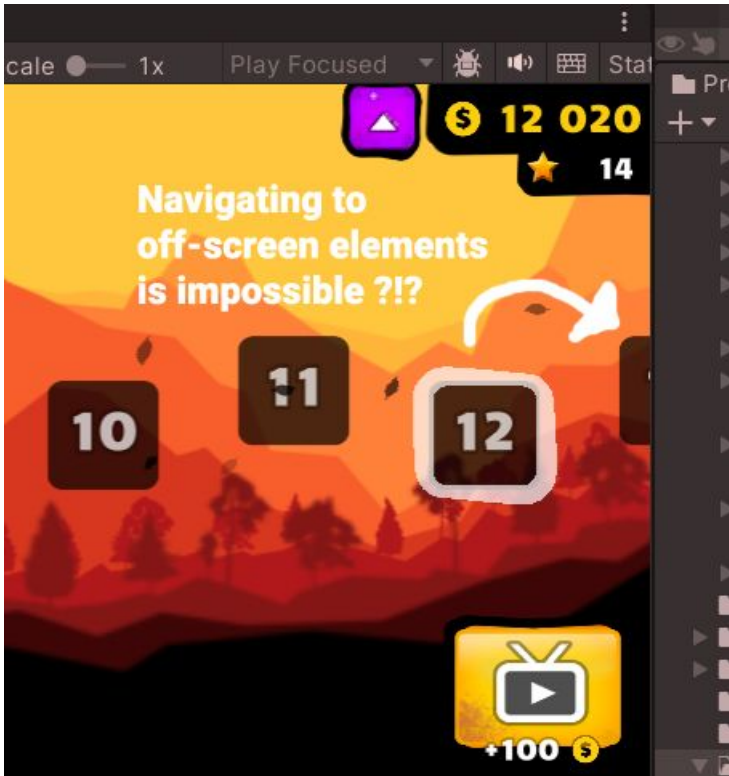 cale 1x Play Focused Stat
Pr
$ 12 020
14
Navigating to
off-screen elements
is impossible ?!?
11
10 12
+100 $